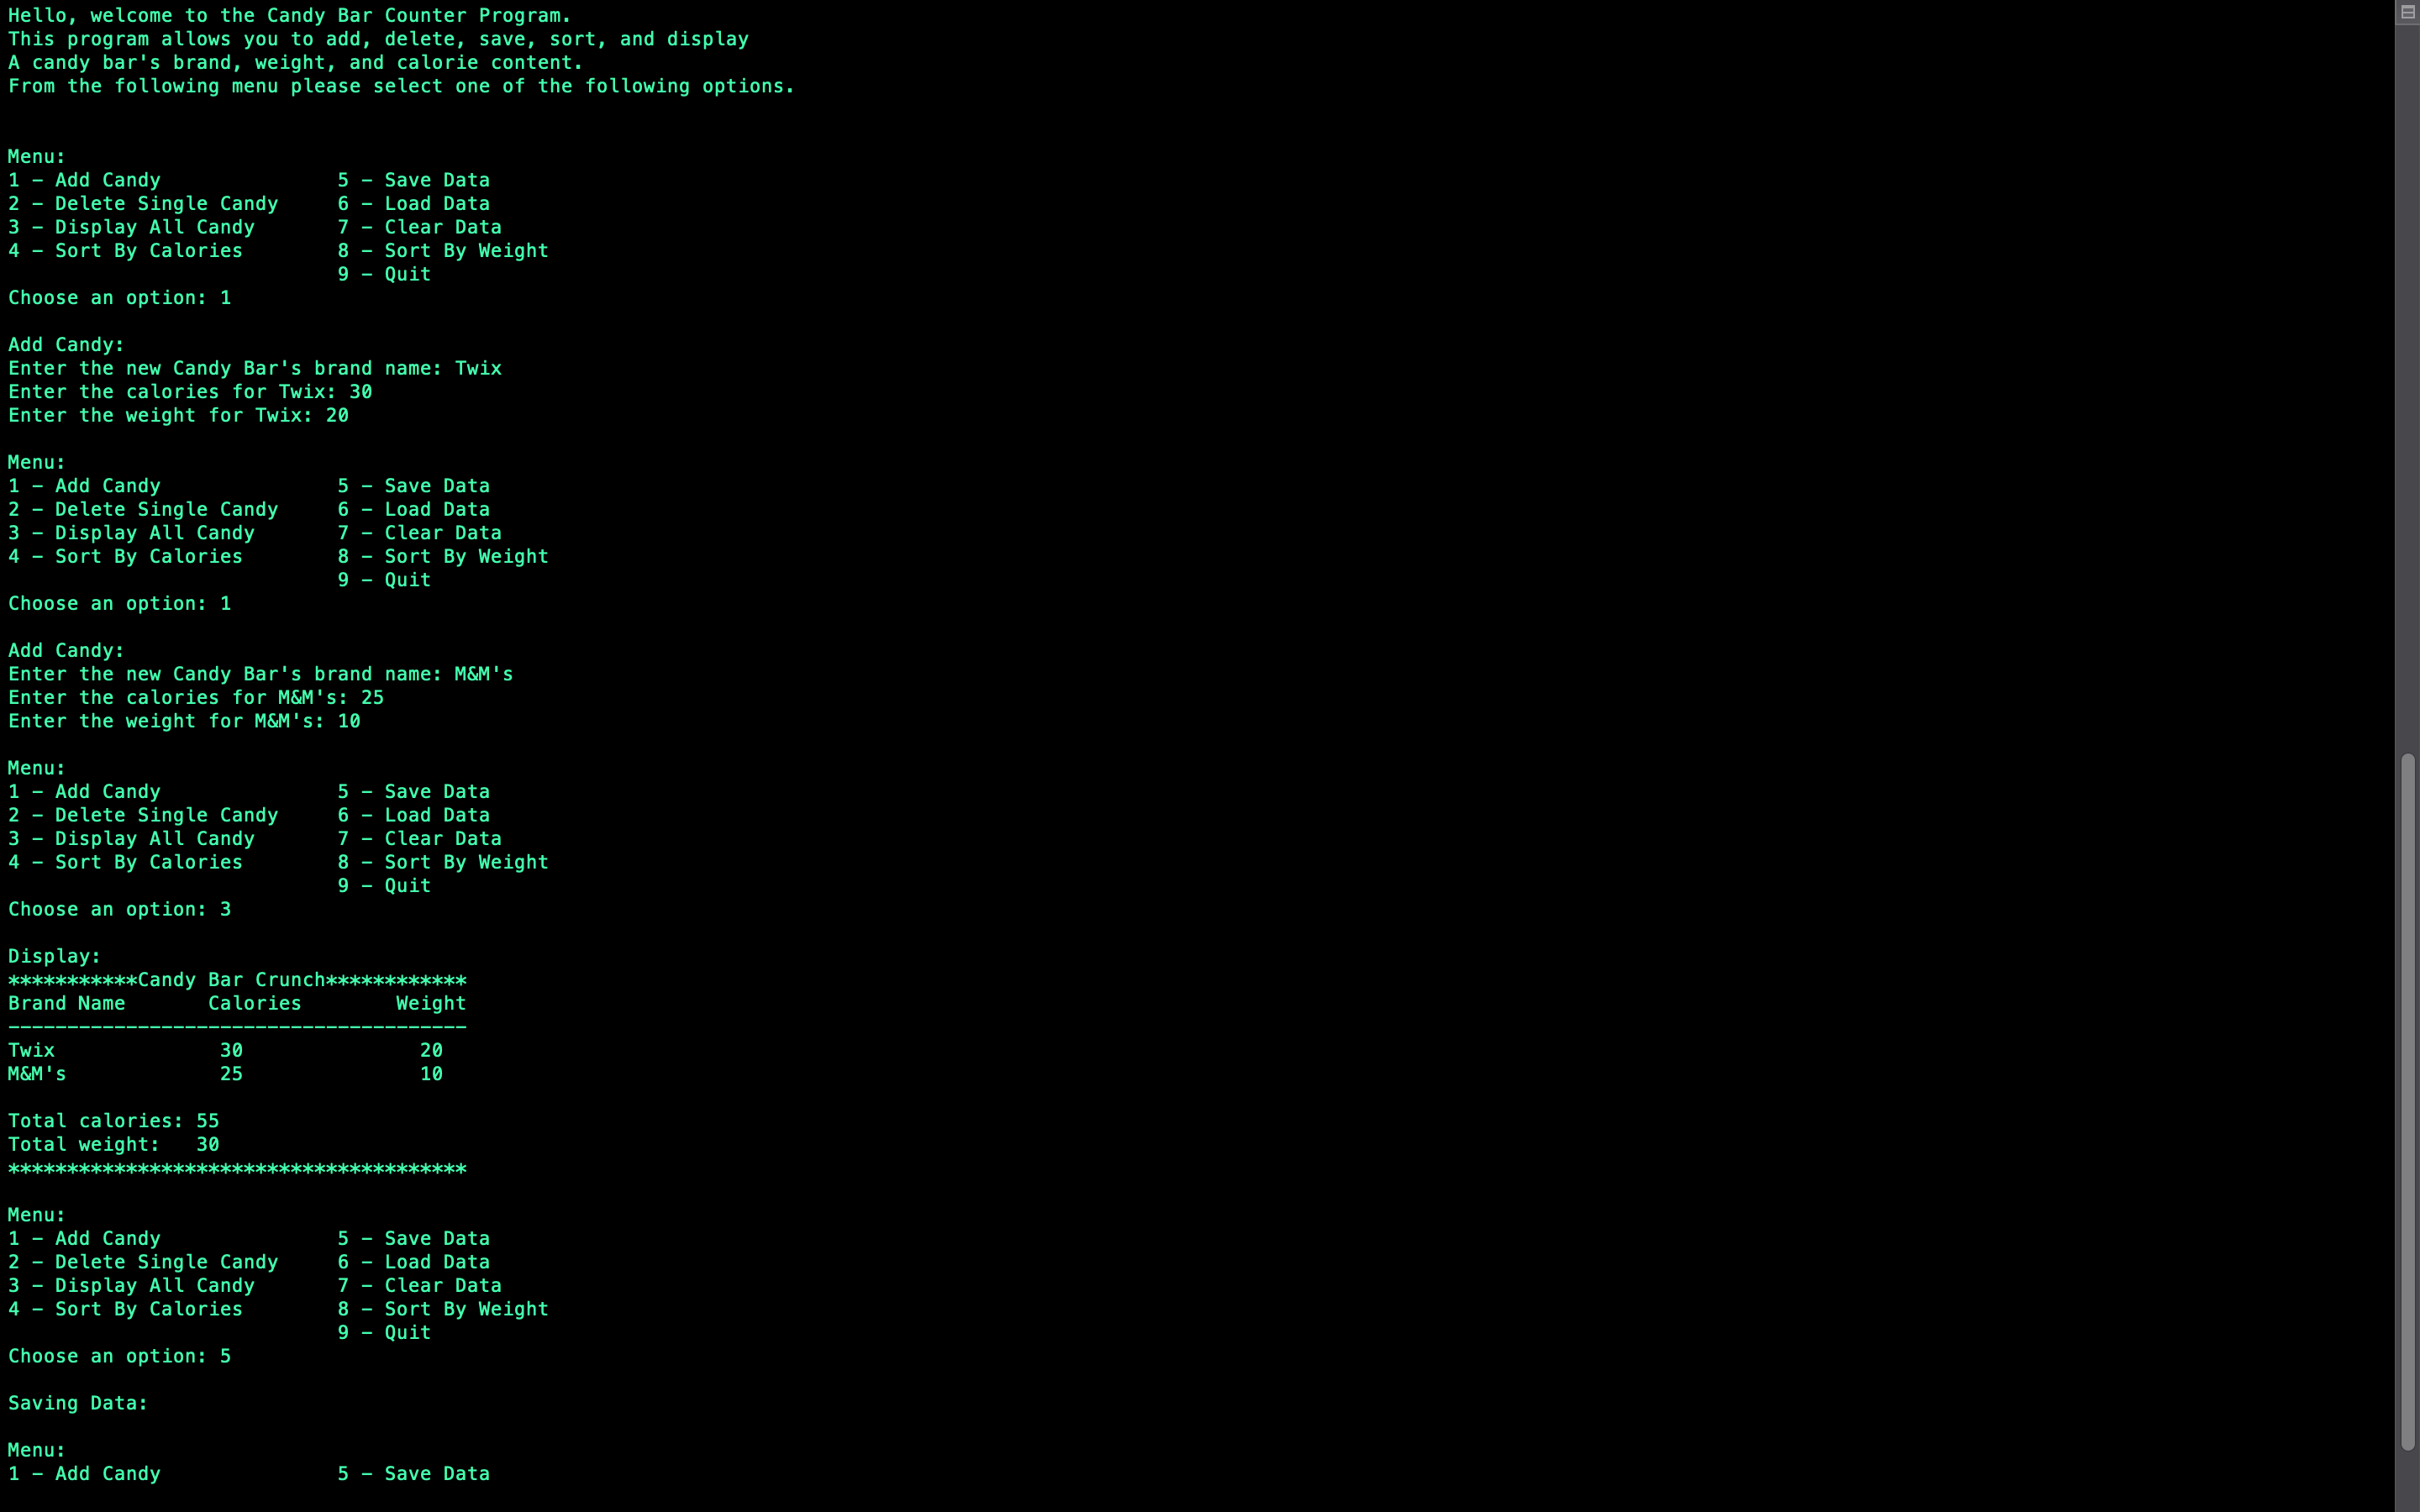 Hello, welcome to the Candy Bar Counter Program.
This program allows you to add, delete, save, sort, and display
A candy bar's brand, weight, and calorie content.
From the following menu please select one of the following options.
Menu:
1 – Add Candy               5 – Save Data
2 – Delete Single Candy     6 – Load Data
3 – Display All Candy       7 – Clear Data
4 – Sort By Calories        8 – Sort By Weight
                            9 – Quit
Choose an option: 1
Add Candy:
Enter the new Candy Bar's brand name: Twix
Enter the calories for Twix: 30
Enter the weight for Twix: 20
Menu:
1 – Add Candy               5 – Save Data
2 – Delete Single Candy     6 – Load Data
3 – Display All Candy       7 – Clear Data
4 – Sort By Calories        8 – Sort By Weight
                            9 – Quit
Choose an option: 1
Add Candy:
Enter the new Candy Bar's brand name: M&M's
Enter the calories for M&M's: 25
Enter the weight for M&M's: 10
Menu:
1 – Add Candy               5 – Save Data
2 – Delete Single Candy     6 – Load Data
3 – Display All Candy       7 – Clear Data
4 – Sort By Calories        8 – Sort By Weight
                            9 – Quit
Choose an option: 3
Display:
***********Candy Bar Crunch************
Brand Name       Calories        Weight
---------------------------------------
Twix              30               20
M&M's             25               10
Total calories: 55
Total weight:   30
***************************************
Menu:
1 – Add Candy               5 – Save Data
2 – Delete Single Candy     6 – Load Data
3 – Display All Candy       7 – Clear Data
4 – Sort By Calories        8 – Sort By Weight
                            9 – Quit
Choose an option: 5
Saving Data:
Menu:
1 – Add Candy               5 – Save Data